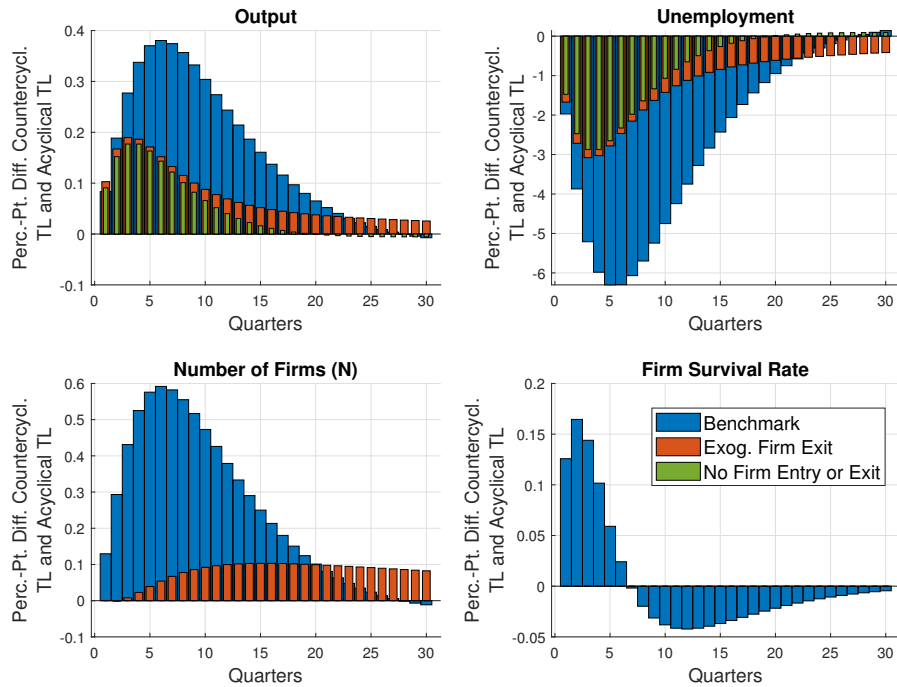 Output
Perc.-Pt. Diff. Countercycl.
TL and Acyclical TL
0.4
0.3
0.2
0.1
0
-0.1
0 5 10 15 20 25 30
Quarters
Unemployment
Perc.-Pt. Diff. Countercycl.
TL and Acyclical TL
0
-1
-2
-3
-4
-5
-6
0 5 10 15 20 25 30
Quarters
Number of Firms (N)
Perc.-Pt. Diff. Countercycl.
TL and Acyclical TL
0.6
0.5
0.4
0.3
0.2
0.1
0
-0.1
0 5 10 15 20 25 30
Quarters
Firm Survival Rate
Perc.-Pt. Diff. Countercycl.
TL and Acyclical TL
0.2
0.15
0.1
0.05
0
-0.05
Benchmark
Exog. Firm Exit
No Firm Entry or Exit
0 5 10 15 20 25 30
Quarters